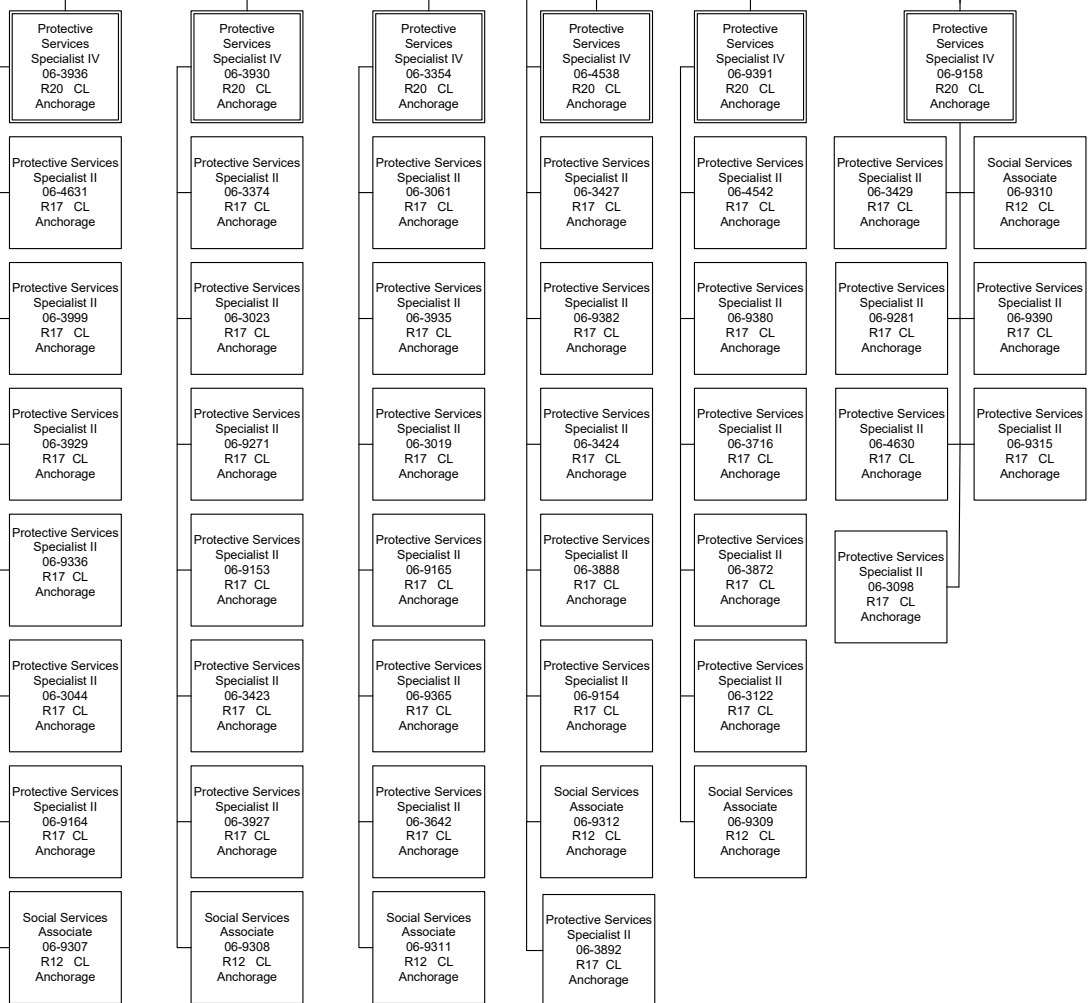 Protective
Services
Specialist IV
06-3936
R20 CL
Anchorage
Protective Services
Specialist II
06-4631
R17 CL
Anchorage
Protective Services
Specialist II
06-3999
R17 CL
Anchorage
Protective Services
Specialist II
06-3929
R17 CL
Anchorage
Protective Services
Specialist II
06-9336
R17 CL
Anchorage
Protective Services
Specialist II
06-3044
R17 CL
Anchorage
Protective Services
Specialist II
06-9164
R17 CL
Anchorage
Social Services
Associate
06-9307
R12 CL
Anchorage
Protective
Services
Specialist IV
06-3930
R20 CL
Anchorage
Protective Services
Specialist II
06-3374
R17 CL
Anchorage
Protective Services
Specialist II
06-3023
R17 CL
Anchorage
Protective Services
Specialist II
06-9271
R17 CL
Anchorage
Protective Services
Specialist II
06-9153
R17 CL
Anchorage
Protective Services
Specialist II
06-3423
R17 CL
Anchorage
Protective Services
Specialist II
06-3927
R17 CL
Anchorage
Social Services
Associate
06-9308
R12 CL
Anchorage
Protective
Services
Specialist IV
06-3354
R20 CL
Anchorage
Protective Services
Specialist II
06-3061
R17 CL
Anchorage
Protective Services
Specialist II
06-3935
R17 CL
Anchorage
Protective Services
Specialist II
06-3019
R17 CL
Anchorage
Protective Services
Specialist II
06-9165
R17 CL
Anchorage
Protective Services
Specialist II
06-9365
R17 CL
Anchorage
Protective Services
Specialist II
06-3642
R17 CL
Anchorage
Social Services
Associate
06-9311
R12 CL
Anchorage
Protective
Services
Specialist IV
06-4538
R20 CL
Anchorage
Protective Services
Specialist II
06-3427
R17 CL
Anchorage
Protective Services
Specialist II
06-9382
R17 CL
Anchorage
Protective Services
Specialist II
06-3424
R17 CL
Anchorage
Protective Services
Specialist II
06-3888
R17 CL
Anchorage
Protective Services
Specialist II
06-9154
R17 CL
Anchorage
Social Services
Associate
06-9312
R12 CL
Anchorage
Protective Services
Specialist II
06-3892
R17 CL
Anchorage
Protective
Services
Specialist IV
06-9391
R20 CL
Anchorage
Protective Services
Specialist II
06-4542
R17 CL
Anchorage
Protective Services
Specialist II
06-9380
R17 CL
Anchorage
Protective Services
Specialist II
06-3716
R17 CL
Anchorage
Protective Services
Specialist II
06-3872
R17 CL
Anchorage
Protective Services
Specialist II
06-3122
R17 CL
Anchorage
Social Services
Associate
06-9309
R12 CL
Anchorage
Protective
Services
Specialist IV
06-9158
R20 CL
Anchorage
Protective Services
Specialist II
06-3429
R17 CL
Anchorage
Social Services
Associate
06-9310
R12 CL
Anchorage
Protective Services
Specialist II
06-9281
R17 CL
Anchorage
Protective Services
Specialist II
06-9390
R17 CL
Anchorage
Protective Services
Specialist II
06-4630
R17 CL
Anchorage
Protective Services
Specialist II
06-9315
R17 CL
Anchorage
Protective Services
Specialist II
06-3098
R17 CL
Anchorage